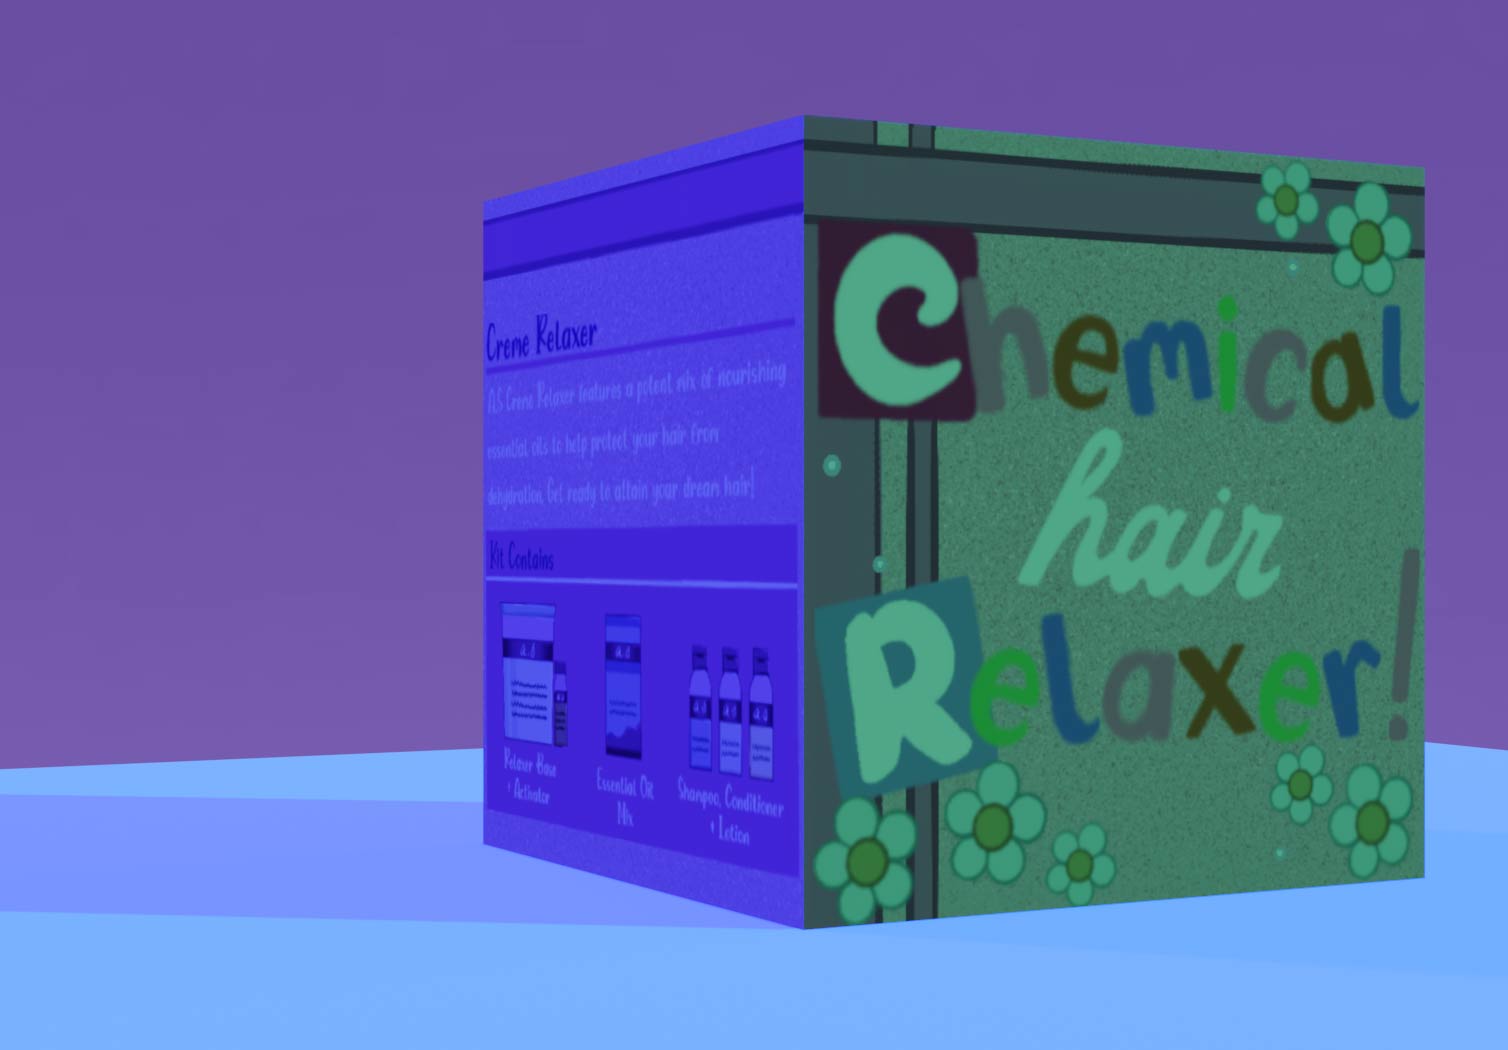 Creme Relaxer
A.S Creme Relaxer features a potent mix of nourishing
essential oils to help protect your hair from
dehydration. Get ready to attain your dream hair!
Kit Contains
a.s
a.s
a.s
a.s
a.s
a.s
Relaxer Base
+ Activator
Essential Oil
Mix
Shampoo, Conditioner
+ Lotion
Chemical
hair
Relaxer!